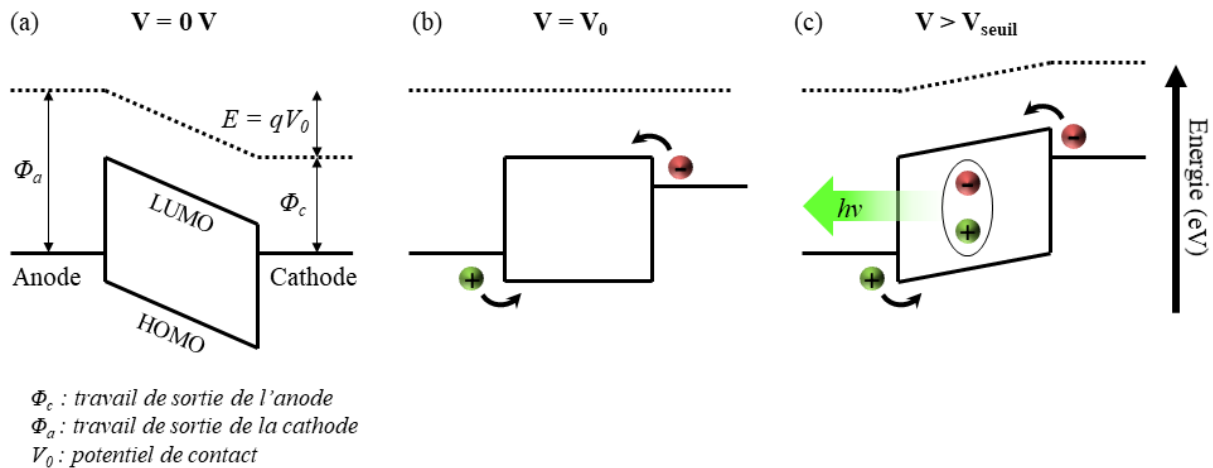 (a) V = 0 V
(b) V = V₀
(c) V > Vseuil
E = qV₀
Φa
Φc
LUMO
HOMO
Anode
Cathode
-
+
-
+
hν
-
+
Energie (eV)
Φc : travail de sortie de l'anode
Φa : travail de sortie de la cathode
V₀ : potentiel de contact